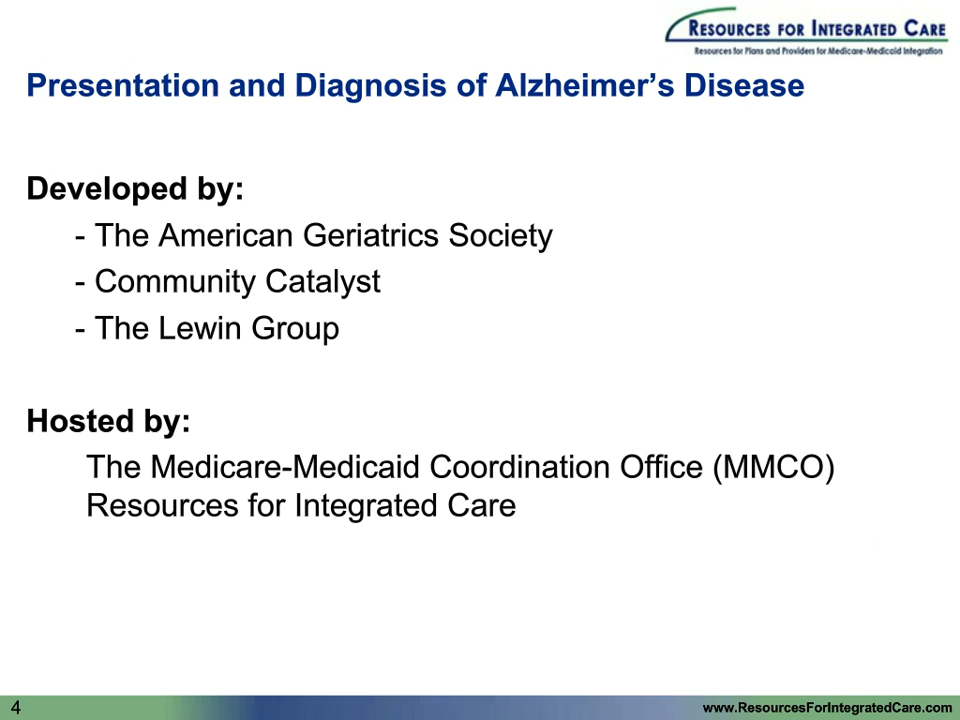 RESOURCES FOR INTEGRATED CARE
Resources for Plans and Providers for Medicare-Medicaid Integration
Presentation and Diagnosis of Alzheimer’s Disease
Developed by:
- The American Geriatrics Society
- Community Catalyst
- The Lewin Group
Hosted by:
The Medicare-Medicaid Coordination Office (MMCO)
Resources for Integrated Care
4
www.ResourcesForIntegratedCare.com